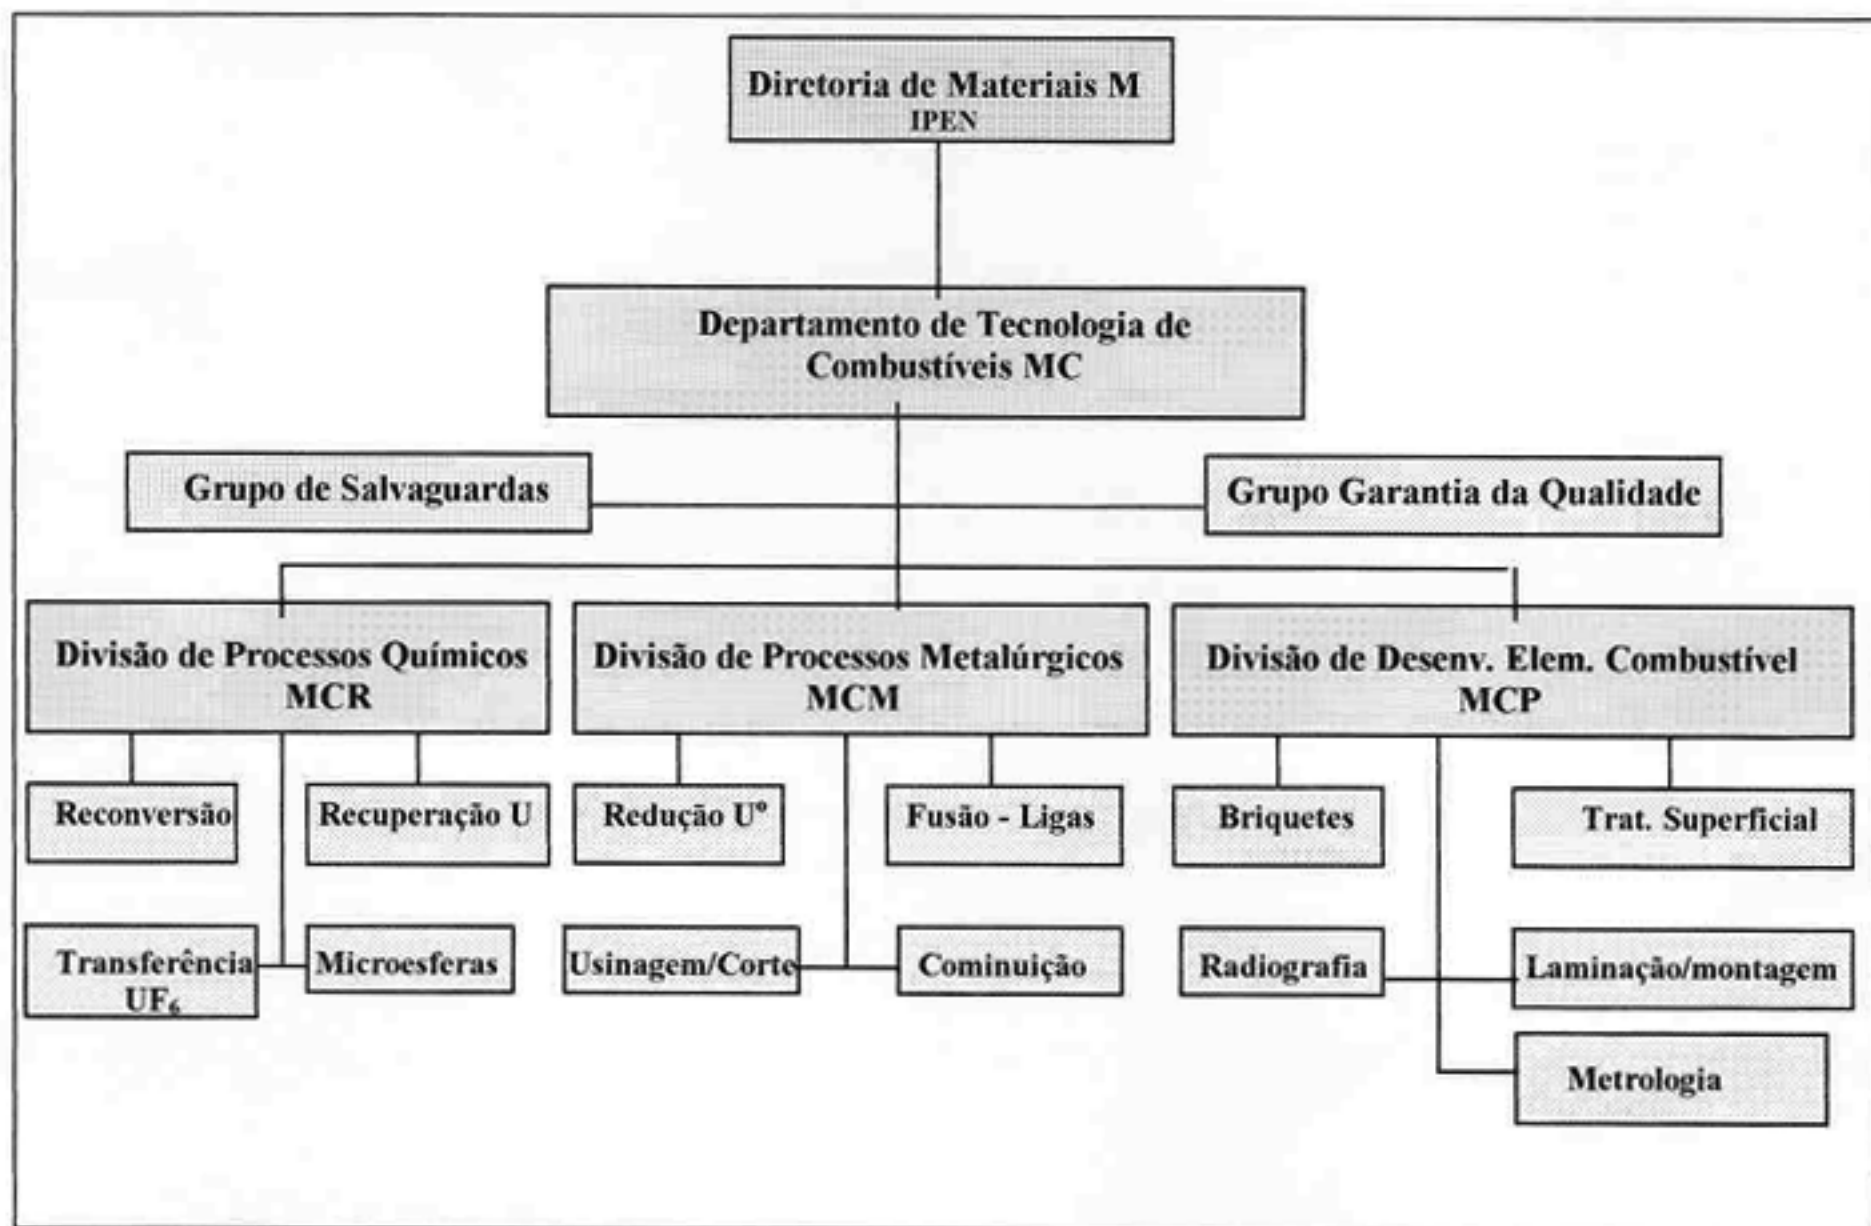 Diretoria de Materiais M
IPEN
Departamento de Tecnologia de
Combustíveis MC
Grupo de Salvaguardas
Grupo Garantia da Qualidade
Divisão de Processos Químicos
MCR
Divisão de Processos Metalúrgicos
MCM
Divisão de Desenv. Elem. Combustível
MCP
Reconversão
Recuperação U
Redução Uº
Fusão - Ligas
Briquetes
Trat. Superficial
Transferência
UF₆
Microesferas
Usinagem/Corte
Cominuição
Radiografia
Laminação/montagem
Metrologia